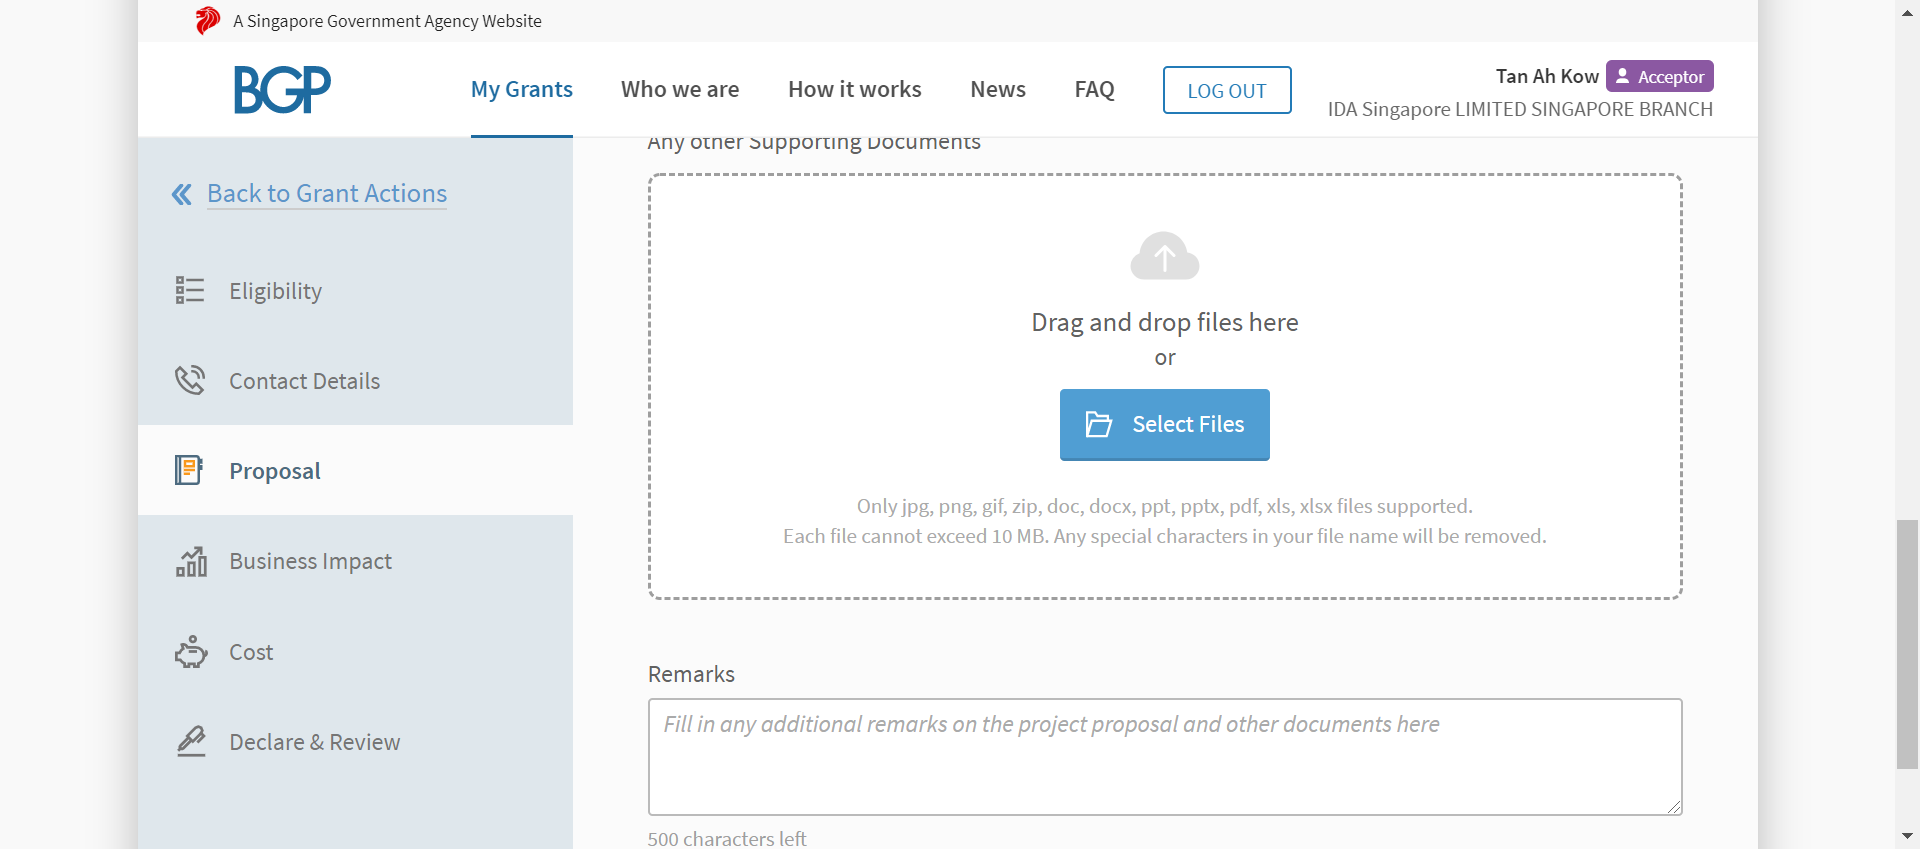 A Singapore Government Agency Website
BGP
My Grants
Who we are
How it works
News
FAQ
LOG OUT
Tan Ah Kow
Acceptor
IDA Singapore LIMITED SINGAPORE BRANCH
Back to Grant Actions
Eligibility
Contact Details
Proposal
Business Impact
Cost
Declare & Review
Any other Supporting Documents
Drag and drop files here
or
Select Files
Only jpg, png, gif, zip, doc, docx, ppt, pptx, pdf, xls, xlsx files supported.
Each file cannot exceed 10 MB. Any special characters in your file name will be removed.
Remarks
Fill in any additional remarks on the project proposal and other documents here
500 characters left